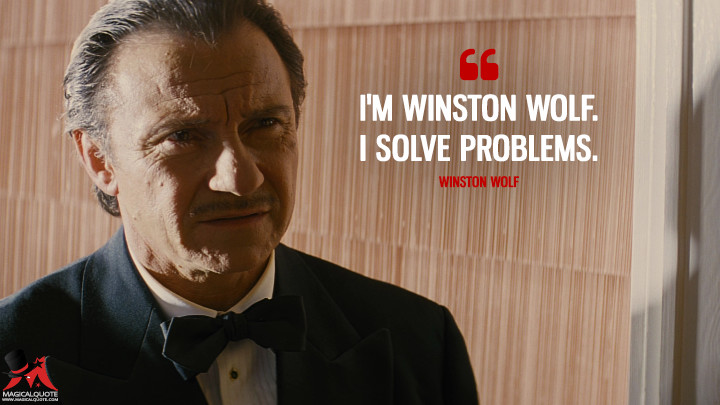 I'M WINSTON WOLF.
I SOLVE PROBLEMS.
WINSTON WOLF
MAGICALQUOTE
WWW.MAGICALQUOTE.COM